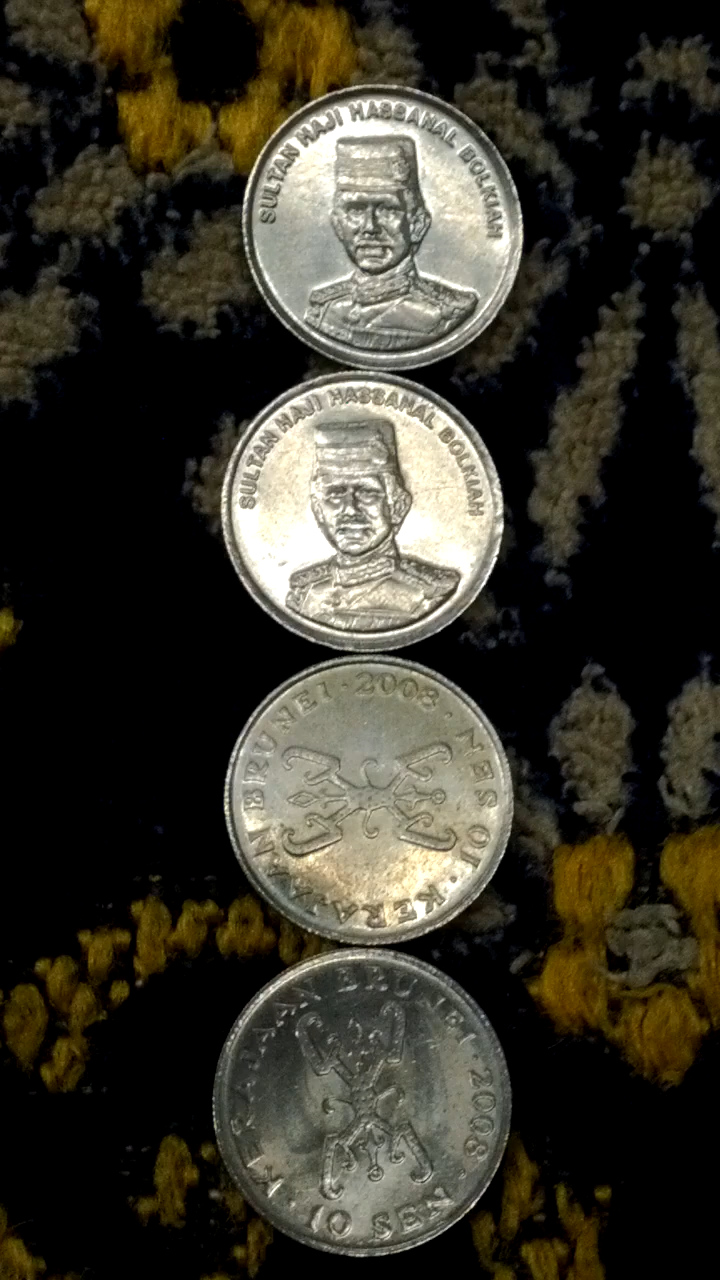 SULTAN HAJI HASSANAL BOLKIAH
SULTAN HAJI HASSANAL BOLKIAH
KERAJAAN BRUNEI · 2008 ·
10 SEN ·
KERAJAAN BRUNEI · 2008 ·
10 SEN ·